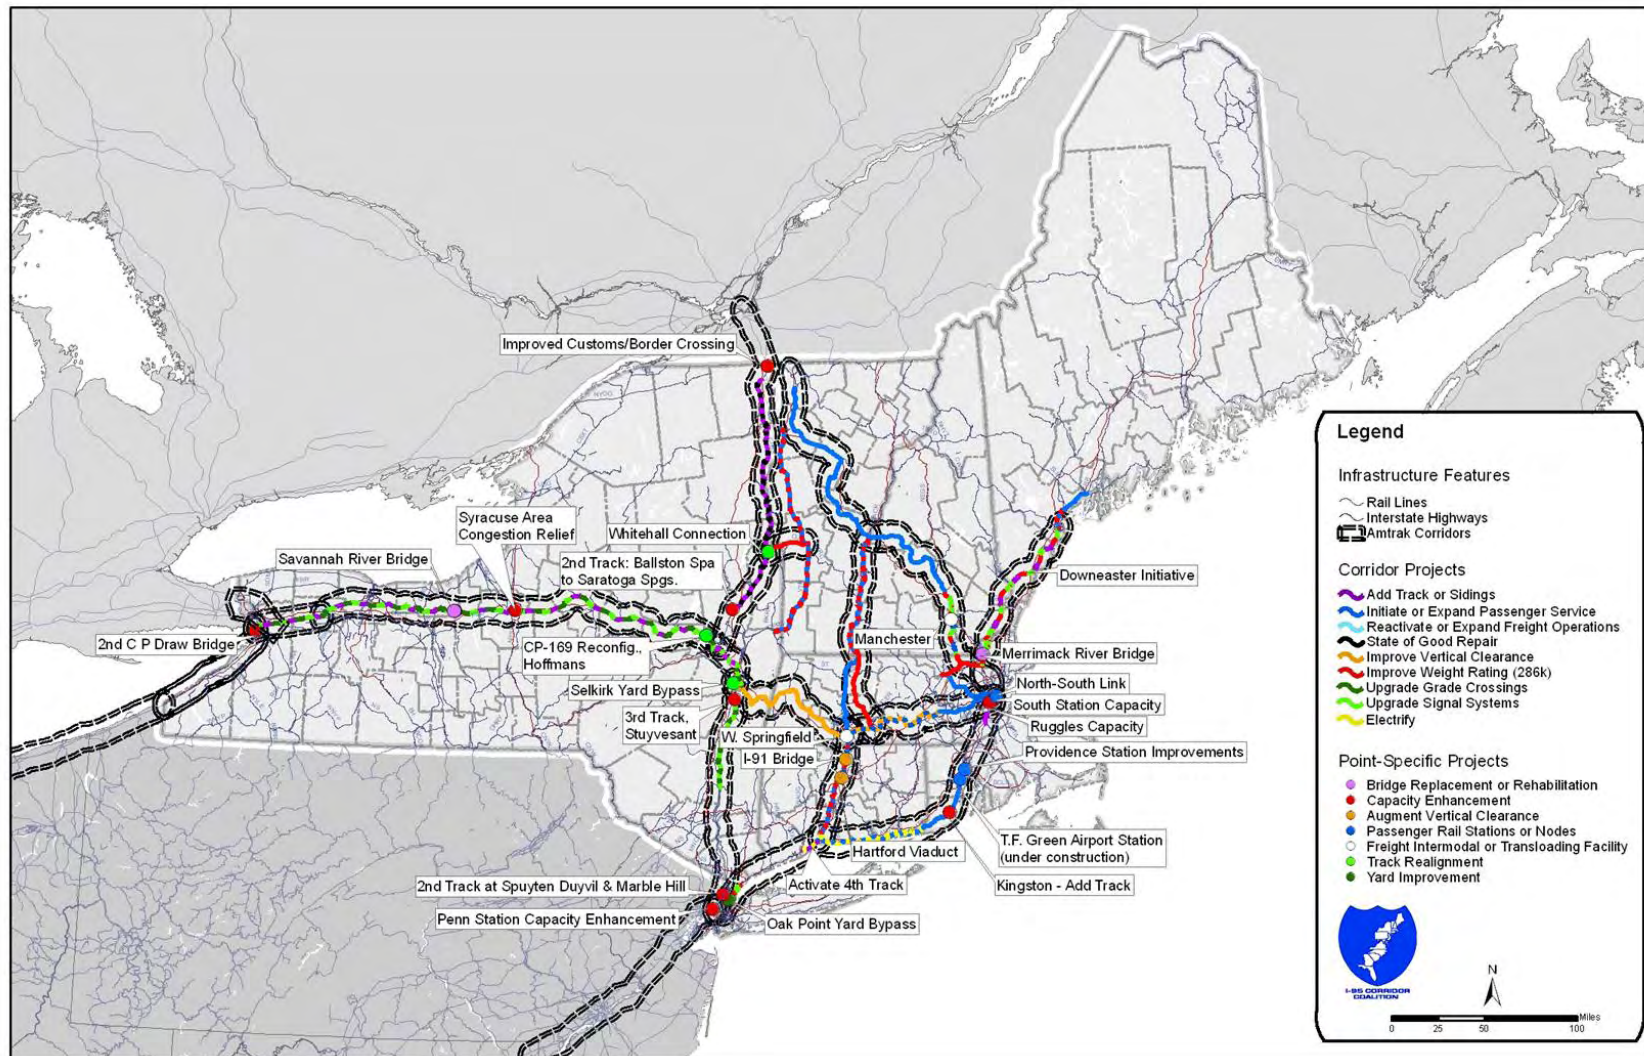 Improved Customs/Border Crossing
Syracuse Area
Congestion Relief
Whitehall Connection
Savannah River Bridge
2nd Track: Ballston Spa
to Saratoga Spgs.
Downeaster Initiative
2nd C P Draw Bridge
CP-169 Reconfig.,
Hoffmans
Manchester
Merrimack River Bridge
Selkirk Yard Bypass
North-South Link
3rd Track,
Stuyvesant
South Station Capacity
W. Springfield
Ruggles Capacity
I-91 Bridge
Providence Station Improvements
Hartford Viaduct
T.F. Green Airport Station
(under construction)
2nd Track at Spuyten Duyvil & Marble Hill
Activate 4th Track
Kingston - Add Track
Penn Station Capacity Enhancement
Oak Point Yard Bypass
Legend
Infrastructure Features
Rail Lines
Interstate Highways
Amtrak Corridors
Corridor Projects
Add Track or Sidings
Initiate or Expand Passenger Service
Reactivate or Expand Freight Operations
State of Good Repair
Improve Vertical Clearance
Improve Weight Rating (286k)
Upgrade Grade Crossings
Upgrade Signal Systems
Electrify
Point-Specific Projects
Bridge Replacement or Rehabilitation
Capacity Enhancement
Augment Vertical Clearance
Passenger Rail Stations or Nodes
Freight Intermodal or Transloading Facility
Track Realignment
Yard Improvement
I-95 CORRIDOR
COALITION
N
Miles
0 25 50 100